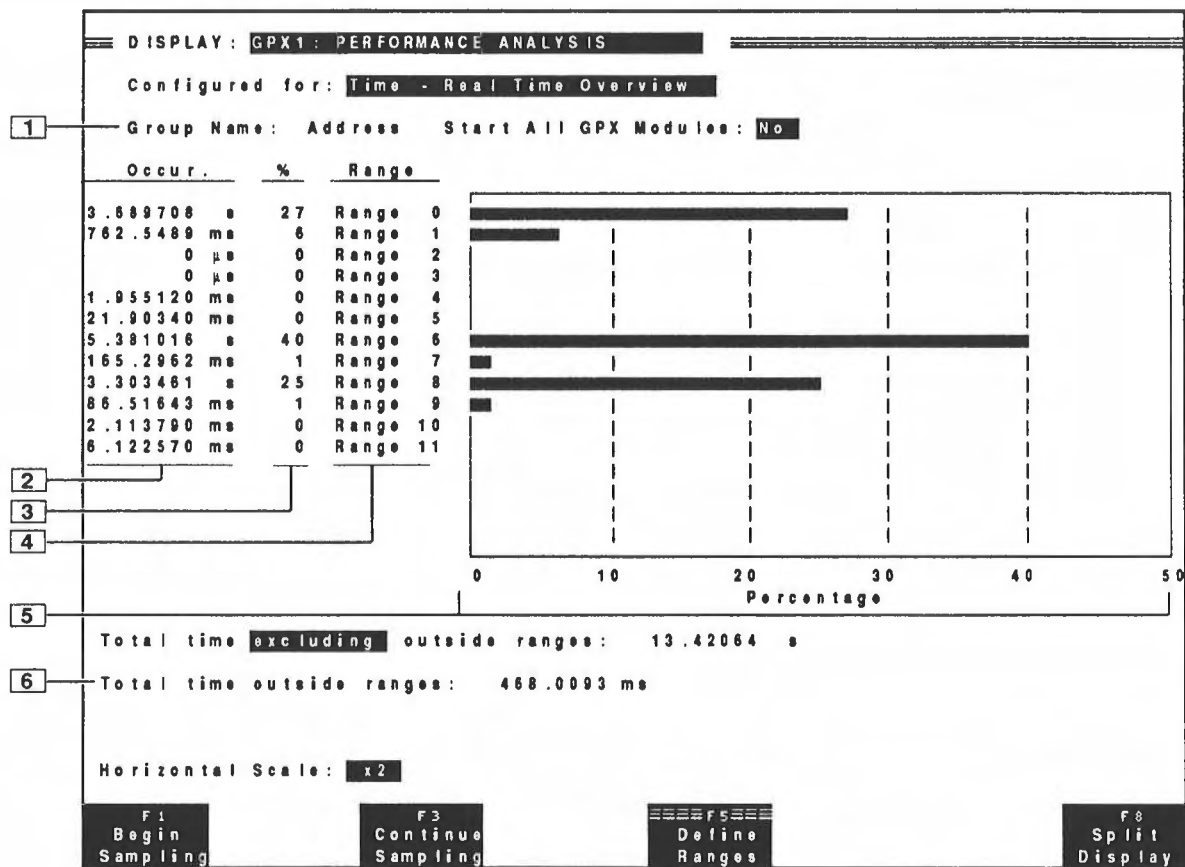 DISPLAY: GPX1: PERFORMANCE ANALYSIS
Configured for: Time - Real Time Overview
1 Group Name: Address Start All GPX Modules: No
Occur. % Range
3.689708 s 27 Range 0
762.5489 ms 6 Range 1
0 µs 0 Range 2
0 µs 0 Range 3
1.955120 ms 0 Range 4
21.90340 ms 0 Range 5
5.381016 s 40 Range 6
165.2962 ms 1 Range 7
3.303461 s 25 Range 8
86.51643 ms 1 Range 9
2.113790 ms 0 Range 10
6.122570 ms 0 Range 11
2
3
4
0 10 20 30 40 50
Percentage
5
Total time excluding outside ranges: 13.42064 s
6 Total time outside ranges: 468.0093 ms
Horizontal Scale: x2
F1 F3 F5 F8
Begin Continue Define Split
Sampling Sampling Ranges Display